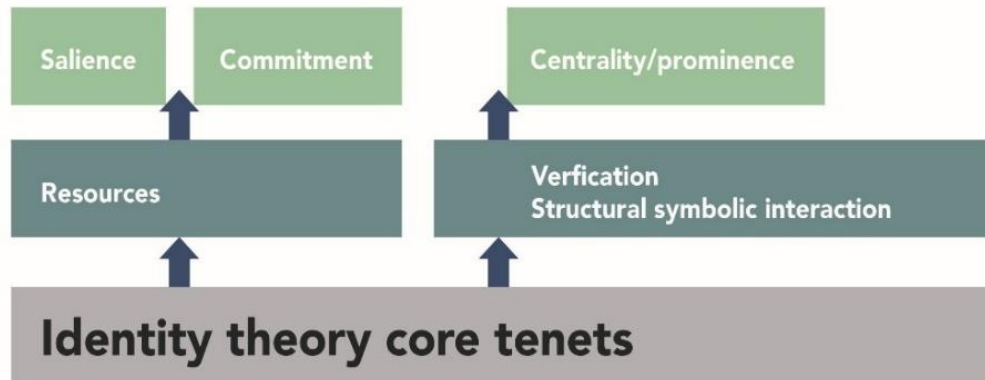 Salience
Commitment
Centrality/prominence
Resources
Verfication
Structural symbolic interaction
Identity theory core tenets